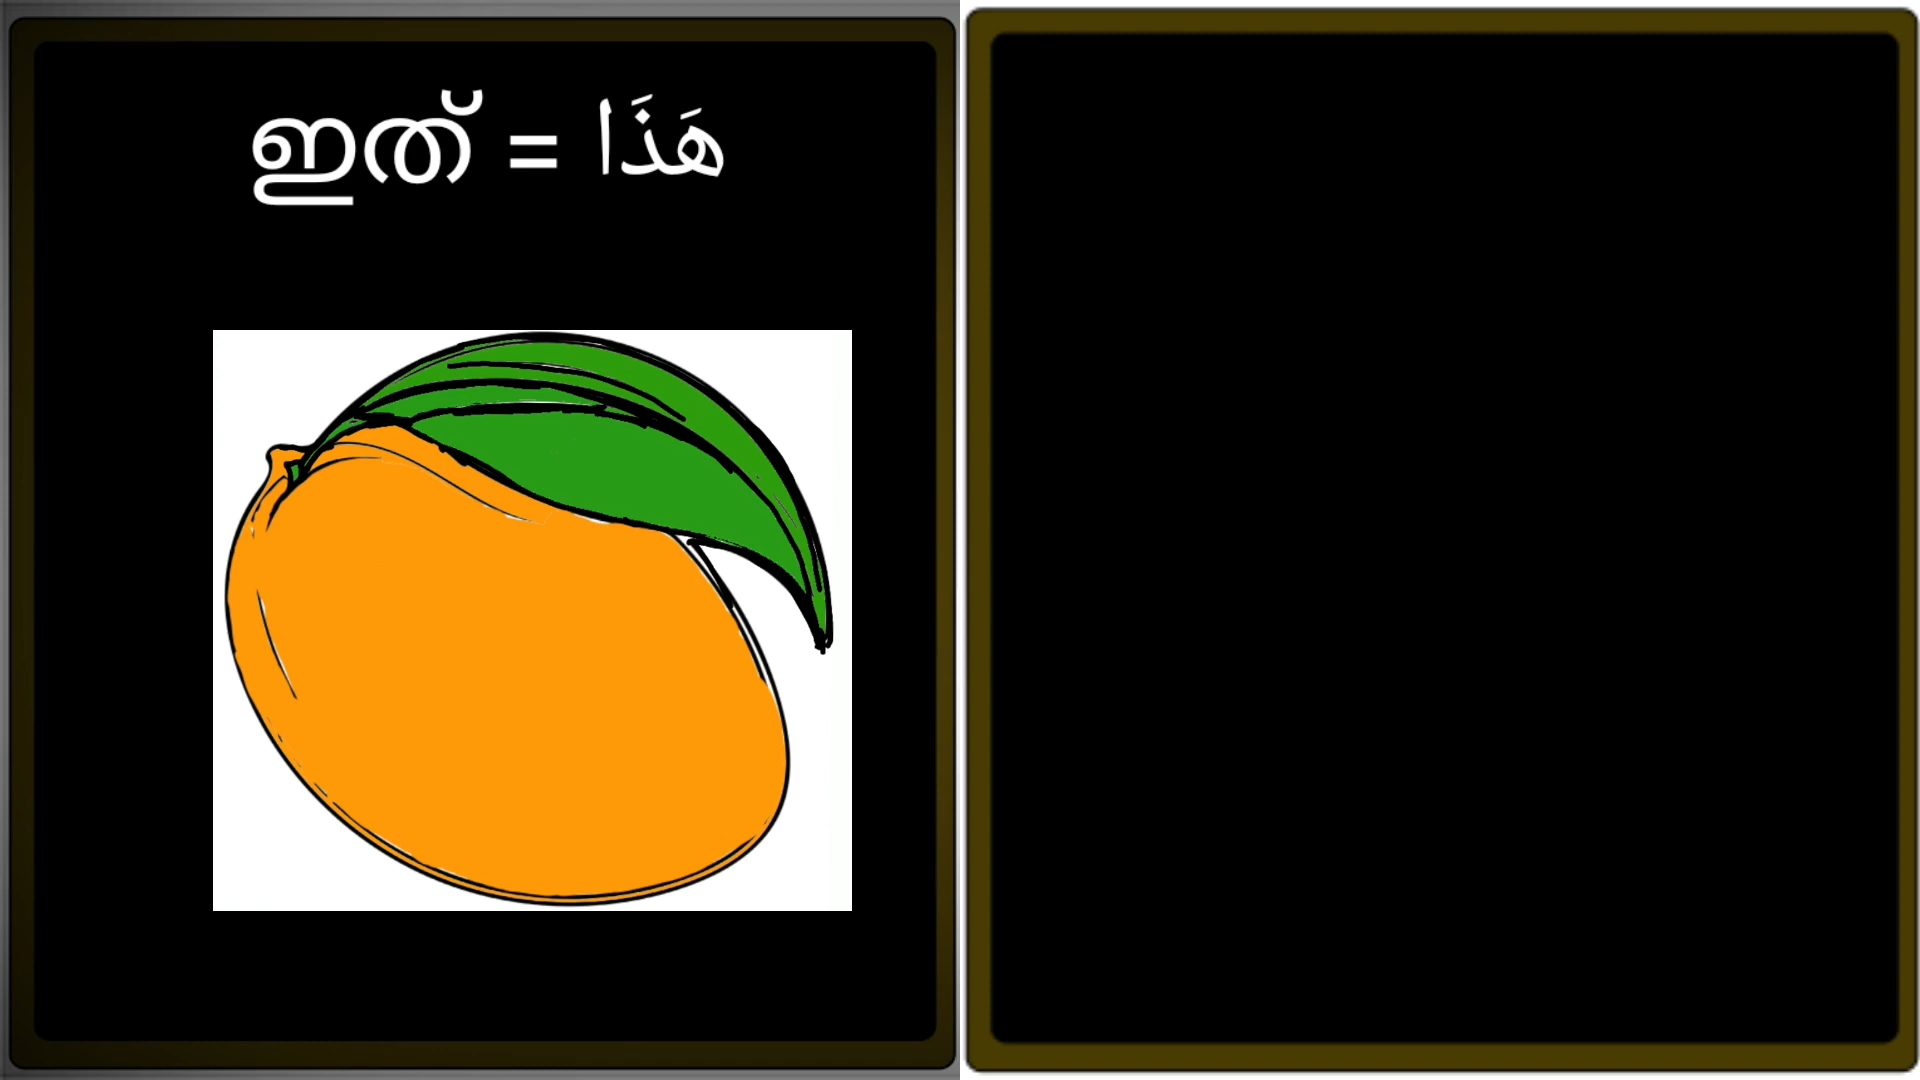 ഇത് = هَذَا